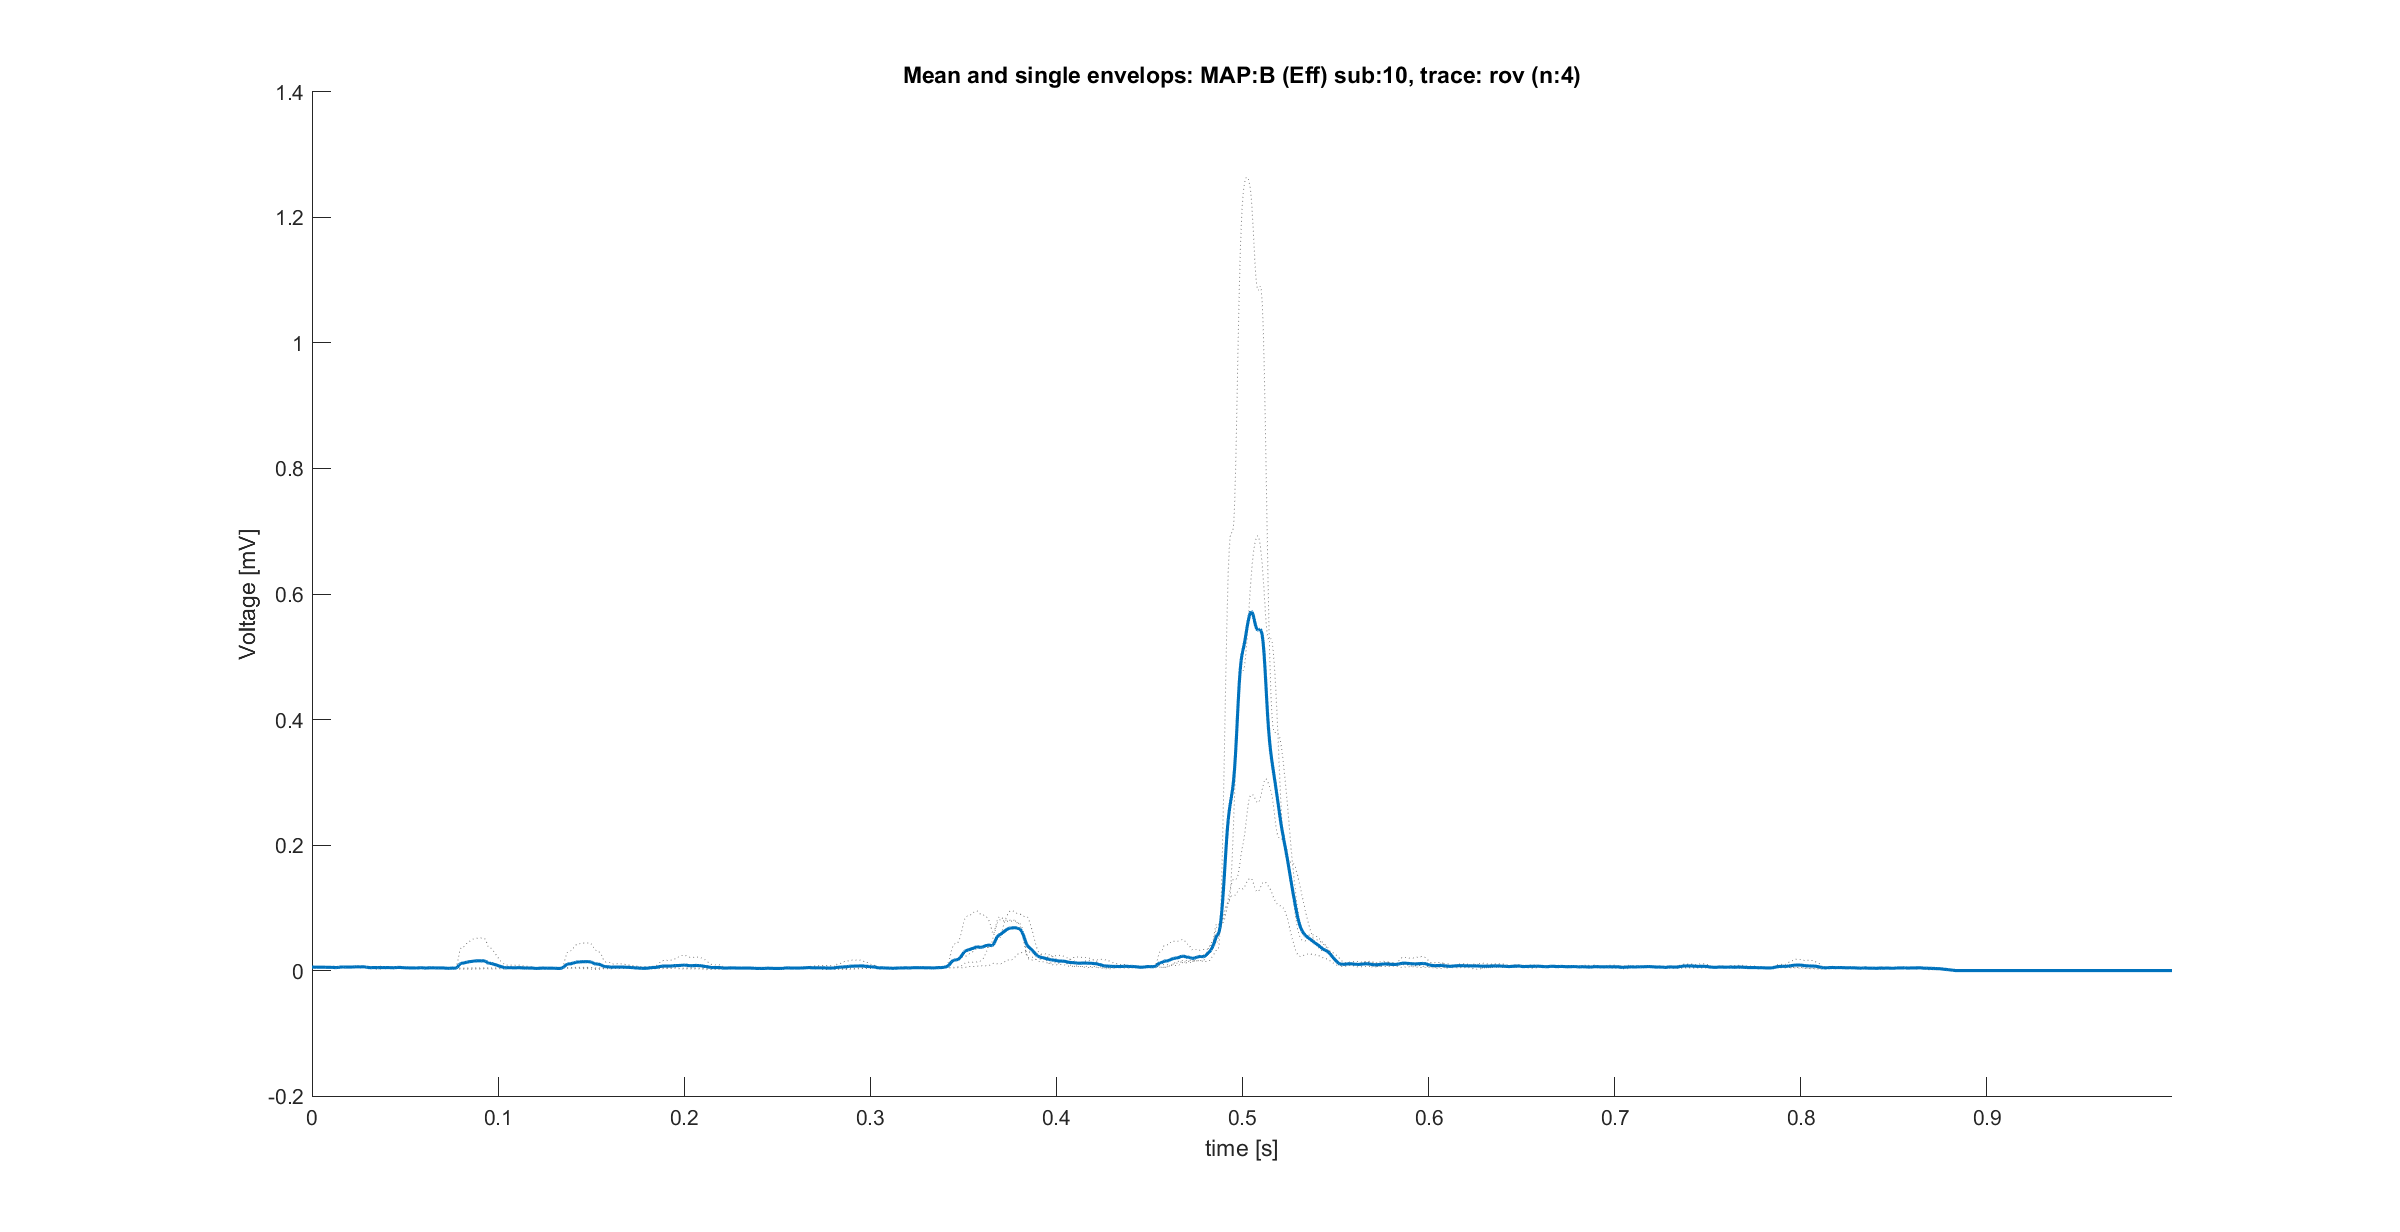 Mean and single envelops: MAP:B (Eff) sub:10, trace: rov (n:4)
1.4
1.2
1
0.8
0.6
0.4
0.2
0
-0.2
Voltage [mV]
0 0.1 0.2 0.3 0.4 0.5 0.6 0.7 0.8 0.9
time [s]